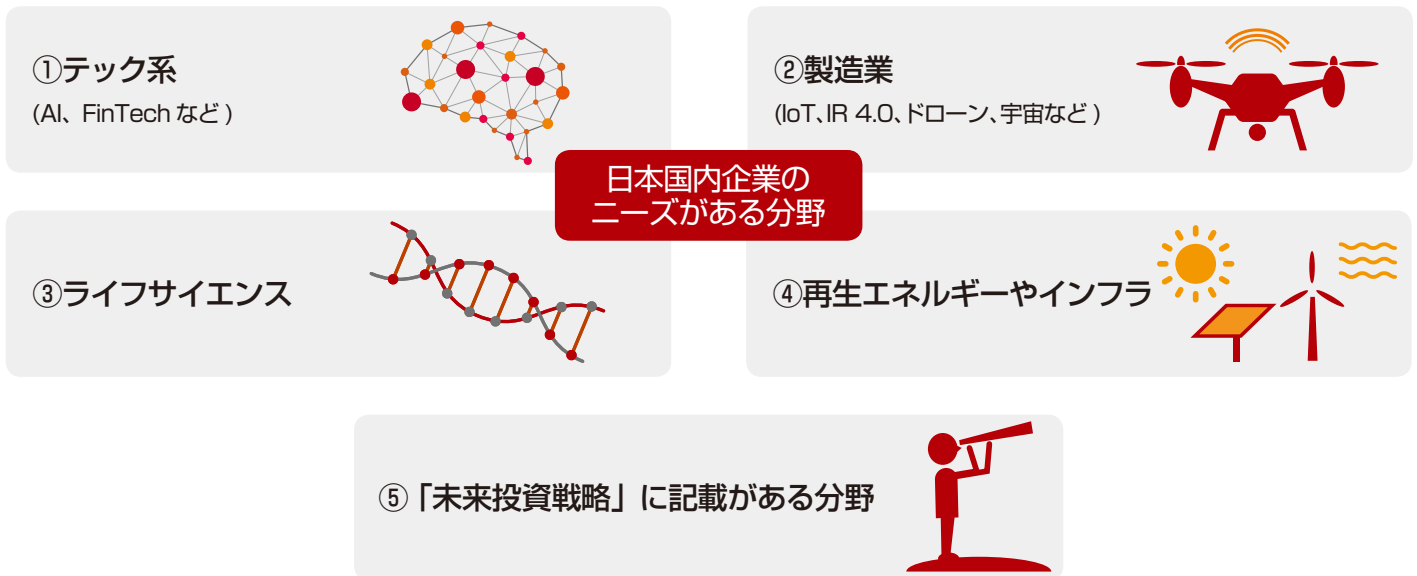 ①テック系
(AI、FinTech など)
②製造業
(IoT、IR 4.0、ドローン、宇宙など)
日本国内企業の
ニーズがある分野
③ライフサイエンス
④再生エネルギーやインフラ
⑤「未来投資戦略」に記載がある分野